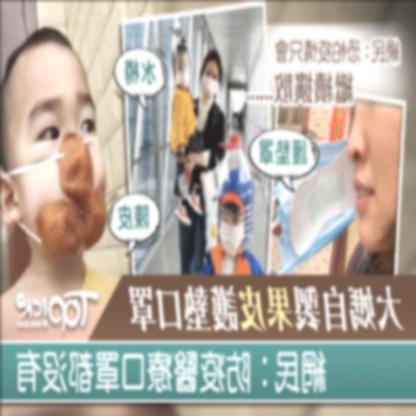 網民：恐怕疫情只會
繼續擴散......
水樽
護墊罩
陳皮
大媽自製果皮護墊口罩
TOPick
網民：防疫醫療口罩都沒有